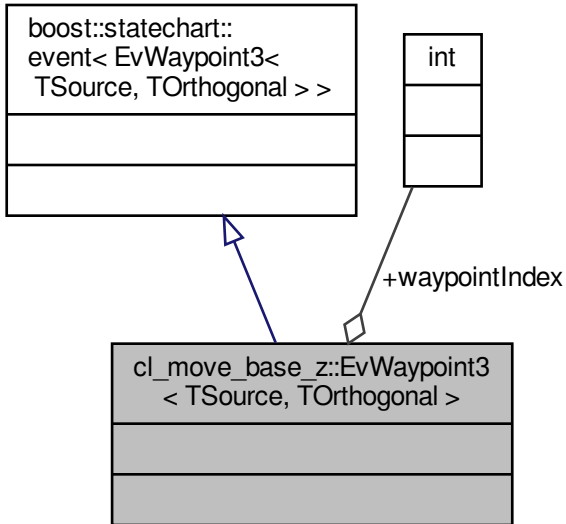 boost::statechart::
event< EvWaypoint3<
TSource, TOrthogonal > >
int
+waypointIndex
cl_move_base_z::EvWaypoint3
< TSource, TOrthogonal >